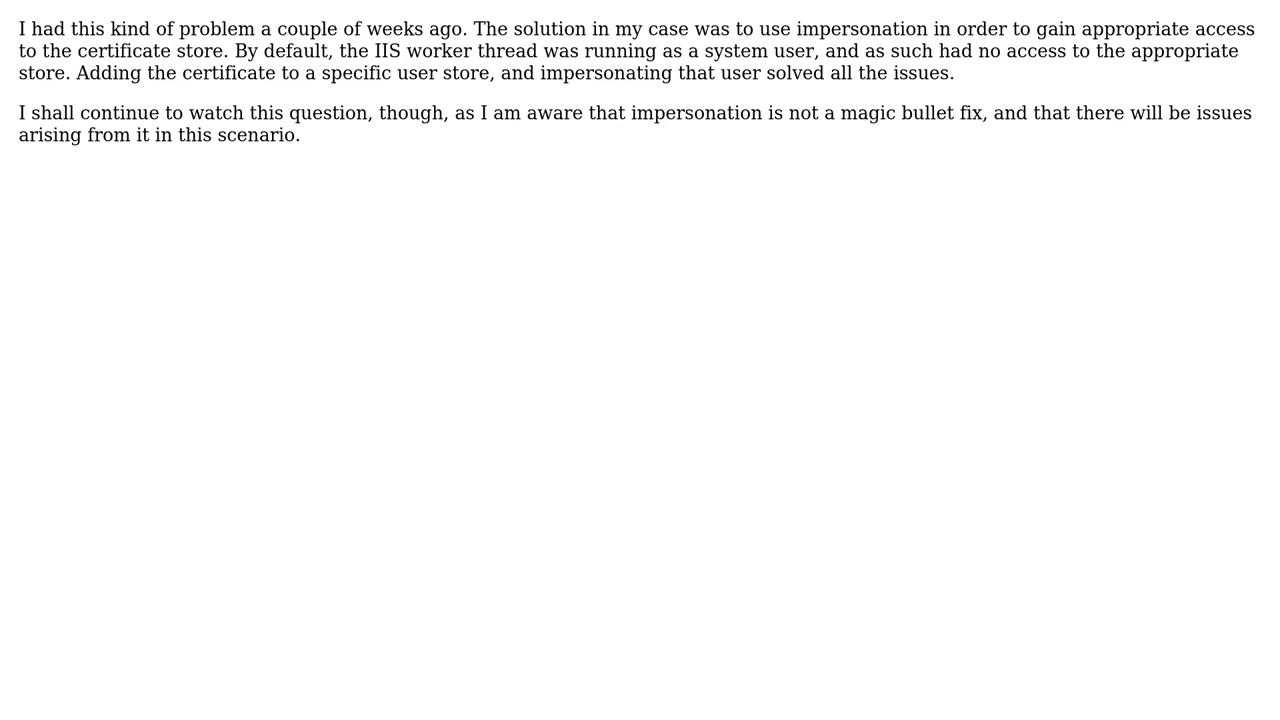 I had this kind of problem a couple of weeks ago. The solution in my case was to use impersonation in order to gain appropriate access
to the certificate store. By default, the IIS worker thread was running as a system user, and as such had no access to the appropriate
store. Adding the certificate to a specific user store, and impersonating that user solved all the issues.
I shall continue to watch this question, though, as I am aware that impersonation is not a magic bullet fix, and that there will be issues
arising from it in this scenario.